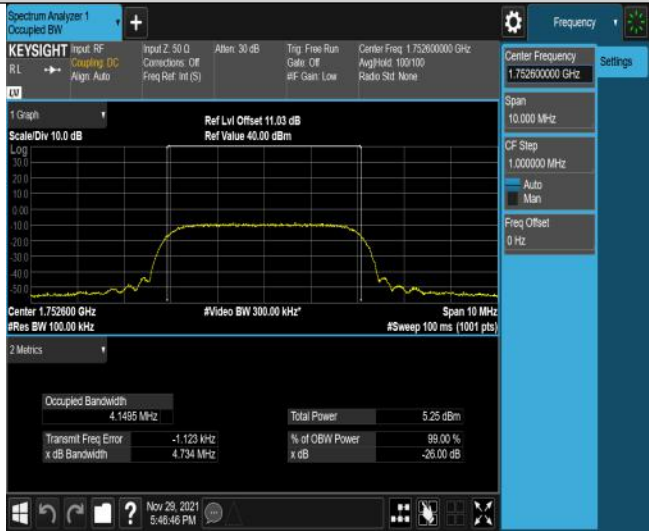 Spectrum Analyzer 1
Occupied BW
Frequency
KEYSIGHT
RL
Input: RF
Coupling: DC
Align: Auto
Input Z: 50 Ω
Corrections: Off
Freq Ref: Int (S)
Atten: 30 dB
Trig: Free Run
Gate: Off
#IF Gain: Low
Center Freq: 1.752600000 GHz
Avg|Hold: 100/100
Radio Std: None
LVI
Center Frequency
1.752600000 GHz
Settings
Span
10.000 MHz
CF Step
1.000000 MHz
Auto
Man
Freq Offset
0 Hz
1 Graph
Scale/Div 10.0 dB
Ref Lvl Offset 11.03 dB
Ref Value 40.00 dBm
Log
30.0
20.0
10.0
0.00
-10.0
-20.0
-30.0
-40.0
-50.0
Center 1.752600 GHz
#Res BW 100.00 kHz
#Video BW 300.00 kHz*
Span 10 MHz
#Sweep 100 ms (1001 pts)
2 Metrics
Occupied Bandwidth
4.1495 MHz
Total Power 5.25 dBm
Transmit Freq Error -1.123 kHz
% of OBW Power 99.00 %
x dB Bandwidth 4.734 MHz
x dB -26.00 dB
?
Nov 29, 2021
5:46:46 PM